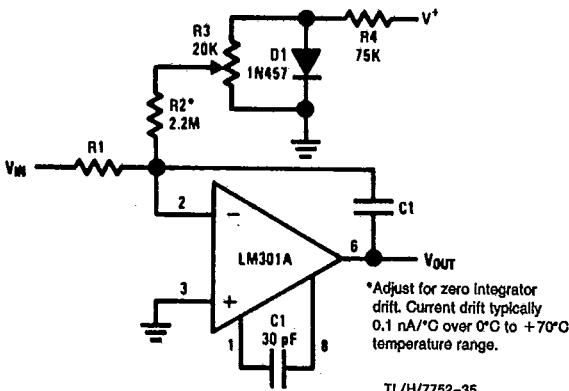 R3
20K
D1
1N457
R4
75K
V+
R2*
2.2M
R1
VIN
2
−
LM301A
3
+
6
VOUT
C1
C1
30 pF
1
8
*Adjust for zero integrator
drift. Current drift typically
0.1 nA/°C over 0°C to +70°C
temperature range.
TL/H/7752–35